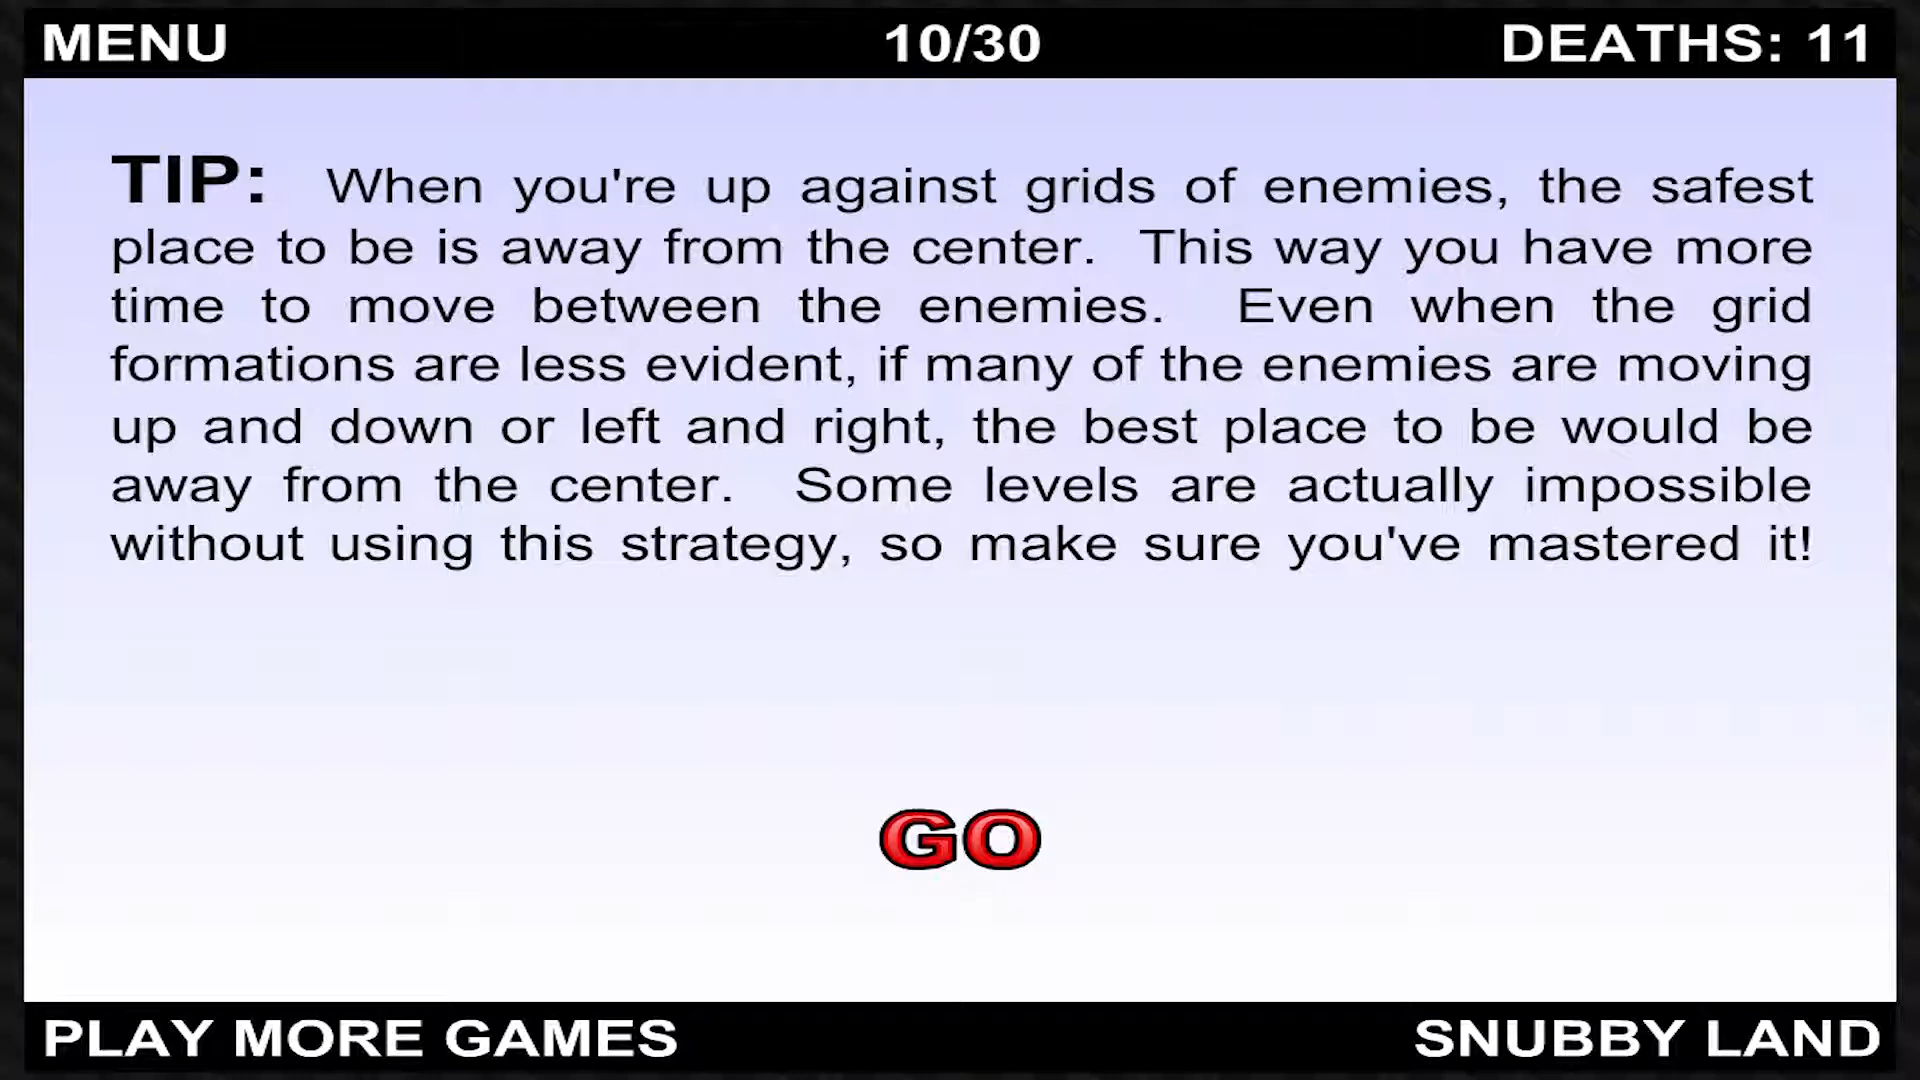 MENU 10/30 DEATHS: 11
TIP: When you're up against grids of enemies, the safest
place to be is away from the center. This way you have more
time to move between the enemies. Even when the grid
formations are less evident, if many of the enemies are moving
up and down or left and right, the best place to be would be
away from the center. Some levels are actually impossible
without using this strategy, so make sure you've mastered it!
GO
PLAY MORE GAMES SNUBBY LAND